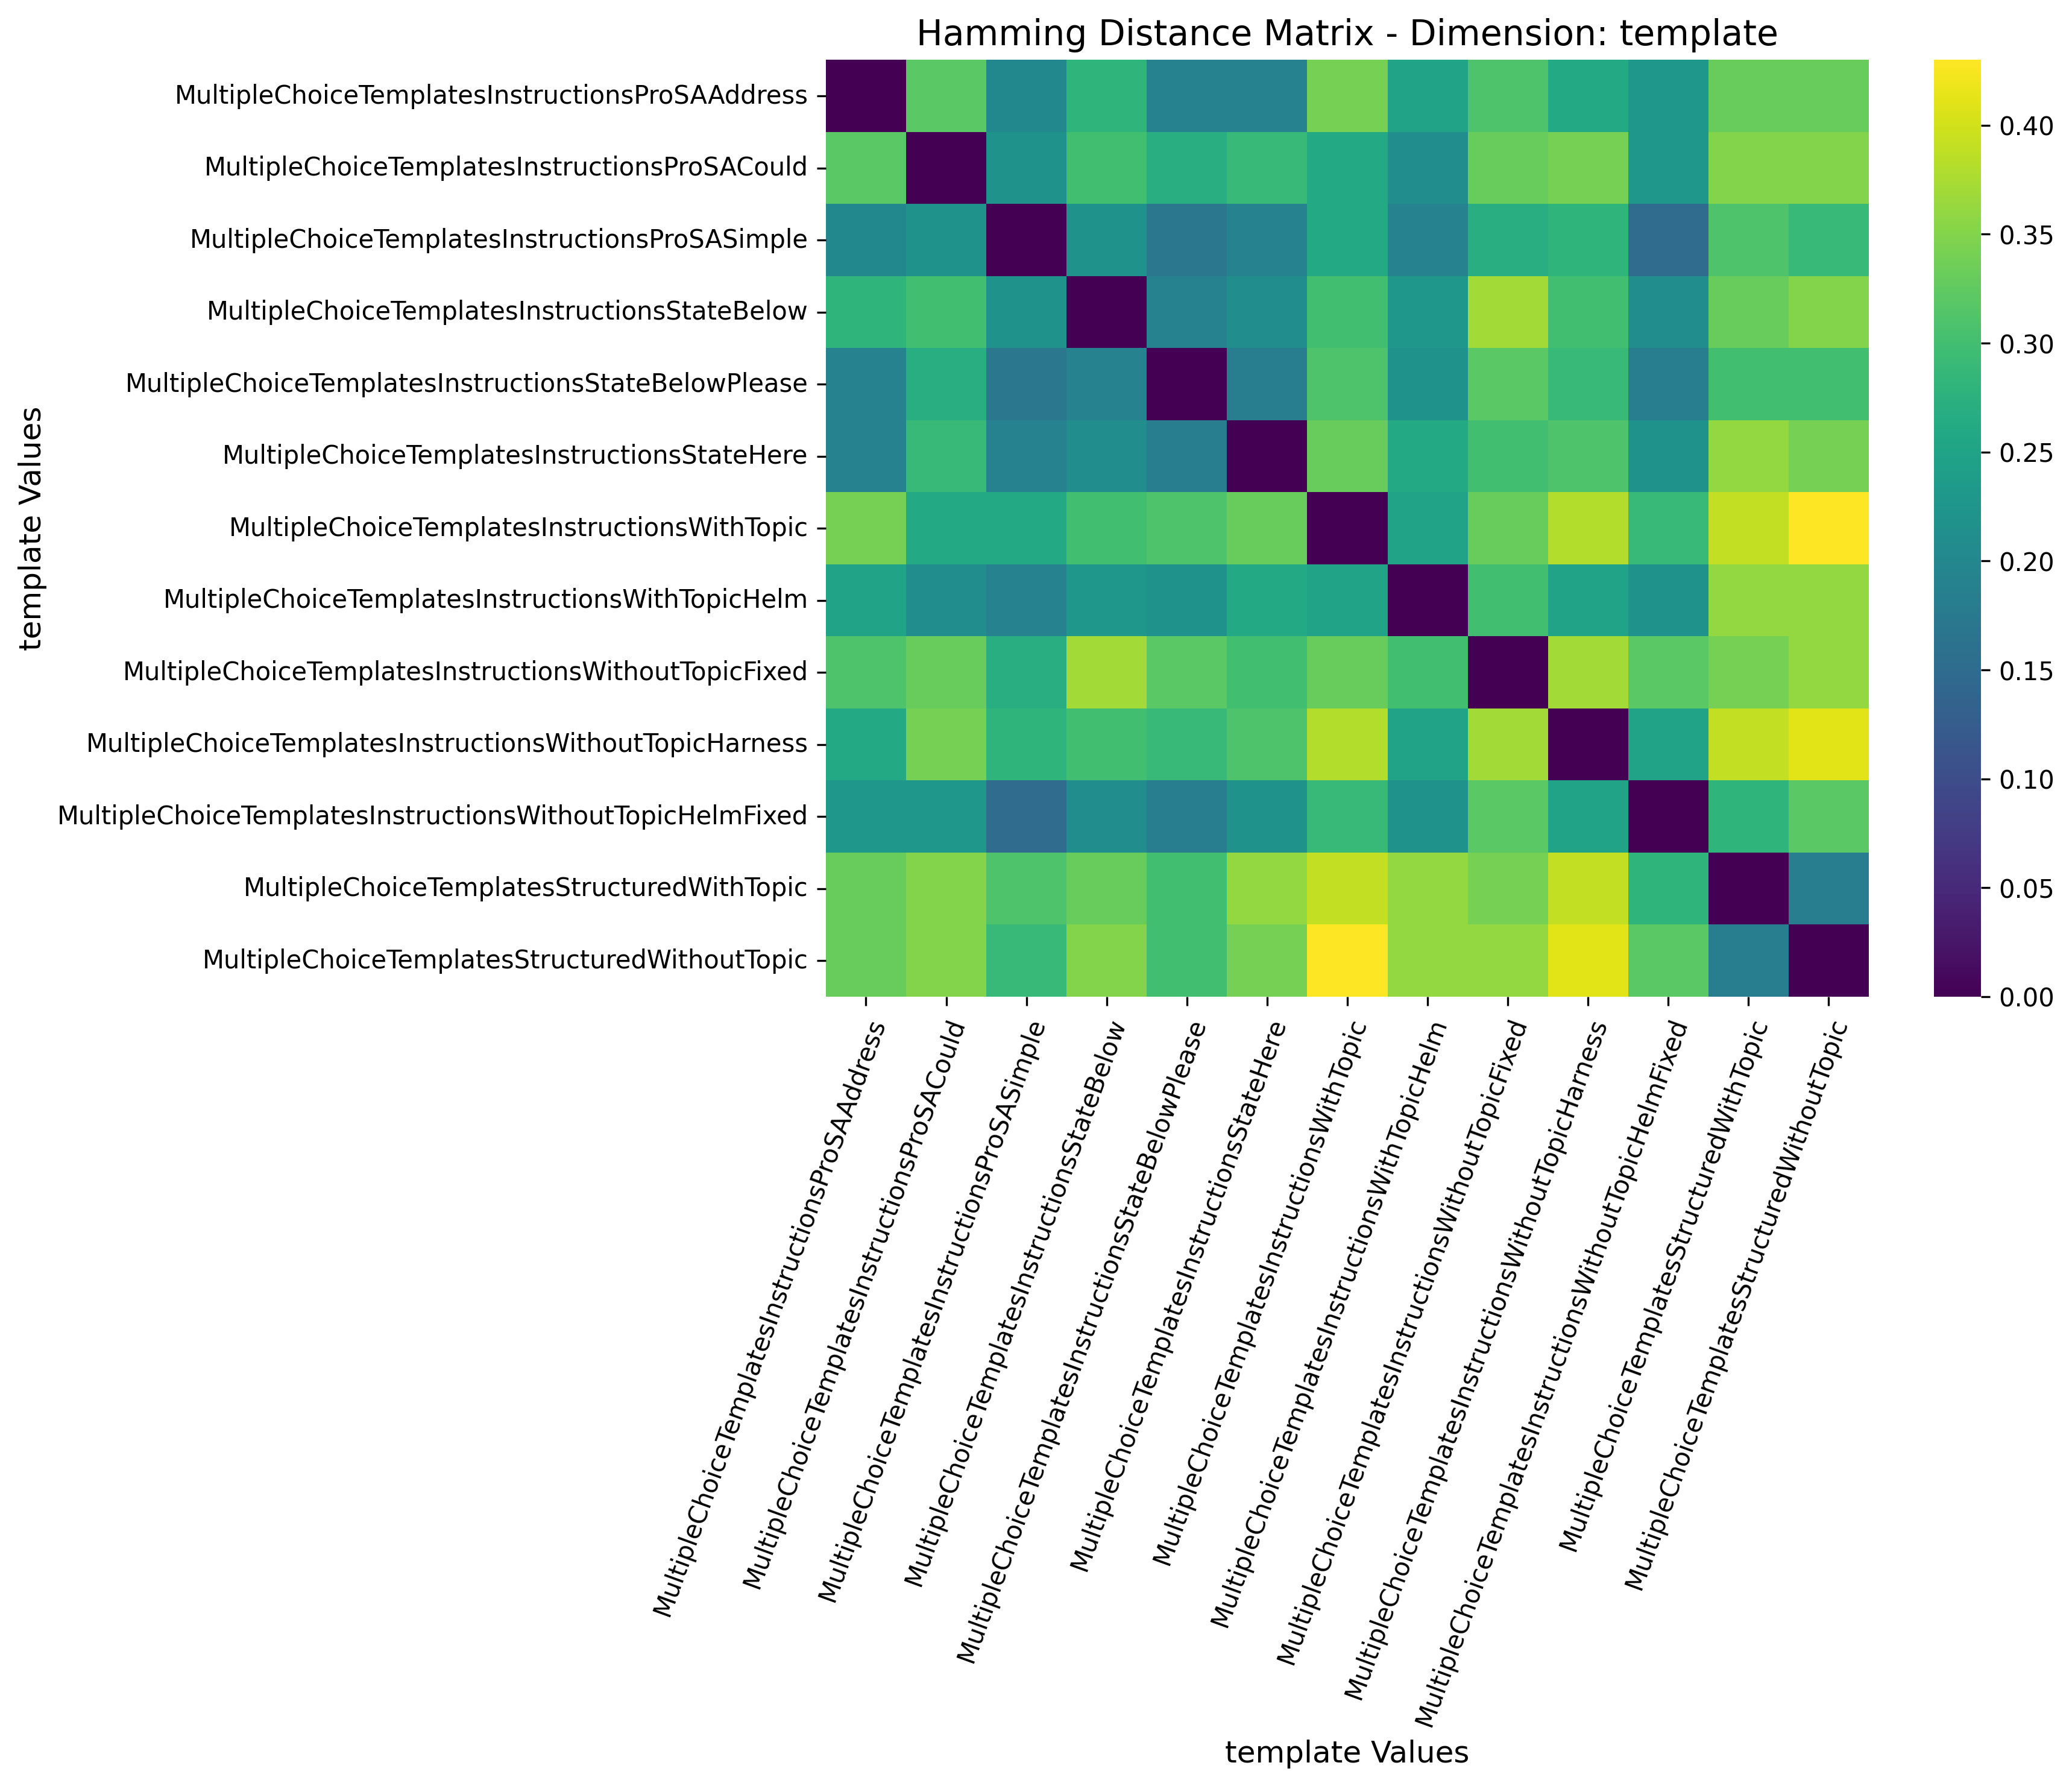 Hamming Distance Matrix - Dimension: template
template Values
MultipleChoiceTemplatesInstructionsProSAAddress
MultipleChoiceTemplatesInstructionsProSACould
MultipleChoiceTemplatesInstructionsProSASimple
MultipleChoiceTemplatesInstructionsStateBelow
MultipleChoiceTemplatesInstructionsStateBelowPlease
MultipleChoiceTemplatesInstructionsStateHere
MultipleChoiceTemplatesInstructionsWithTopic
MultipleChoiceTemplatesInstructionsWithTopicHelm
MultipleChoiceTemplatesInstructionsWithoutTopicFixed
MultipleChoiceTemplatesInstructionsWithoutTopicHarness
MultipleChoiceTemplatesInstructionsWithoutTopicHelmFixed
MultipleChoiceTemplatesStructuredWithTopic
MultipleChoiceTemplatesStructuredWithoutTopic
0.40
0.35
0.30
0.25
0.20
0.15
0.10
0.05
0.00
MultipleChoiceTemplatesInstructionsProSAAddress
MultipleChoiceTemplatesInstructionsProSACould
MultipleChoiceTemplatesInstructionsProSASimple
MultipleChoiceTemplatesInstructionsStateBelow
MultipleChoiceTemplatesInstructionsStateBelowPlease
MultipleChoiceTemplatesInstructionsStateHere
MultipleChoiceTemplatesInstructionsWithTopic
MultipleChoiceTemplatesInstructionsWithTopicHelm
MultipleChoiceTemplatesInstructionsWithoutTopicFixed
MultipleChoiceTemplatesInstructionsWithoutTopicHarness
MultipleChoiceTemplatesInstructionsWithoutTopicHelmFixed
MultipleChoiceTemplatesStructuredWithTopic
MultipleChoiceTemplatesStructuredWithoutTopic
template Values